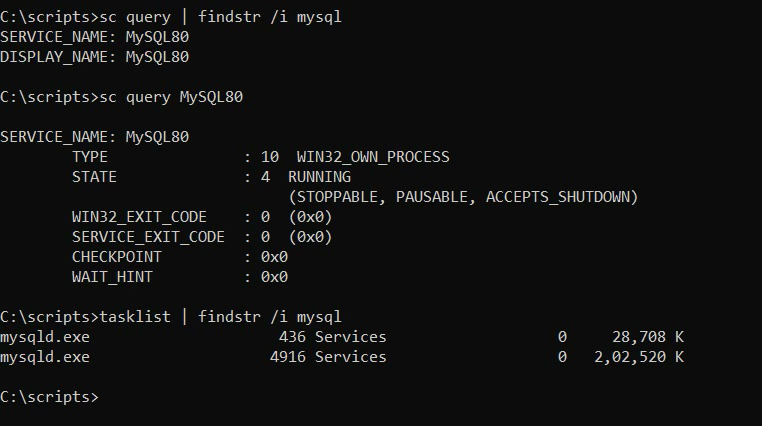 C:\scripts>sc query | findstr /i mysql
SERVICE_NAME: MySQL80
DISPLAY_NAME: MySQL80
C:\scripts>sc query MySQL80
SERVICE_NAME: MySQL80
        TYPE               : 10  WIN32_OWN_PROCESS
        STATE              : 4  RUNNING
                                (STOPPABLE, PAUSABLE, ACCEPTS_SHUTDOWN)
        WIN32_EXIT_CODE    : 0  (0x0)
        SERVICE_EXIT_CODE  : 0  (0x0)
        CHECKPOINT         : 0x0
        WAIT_HINT          : 0x0
C:\scripts>tasklist | findstr /i mysql
mysqld.exe                     436 Services                   0     28,708 K
mysqld.exe                    4916 Services                   0   2,02,520 K
C:\scripts>